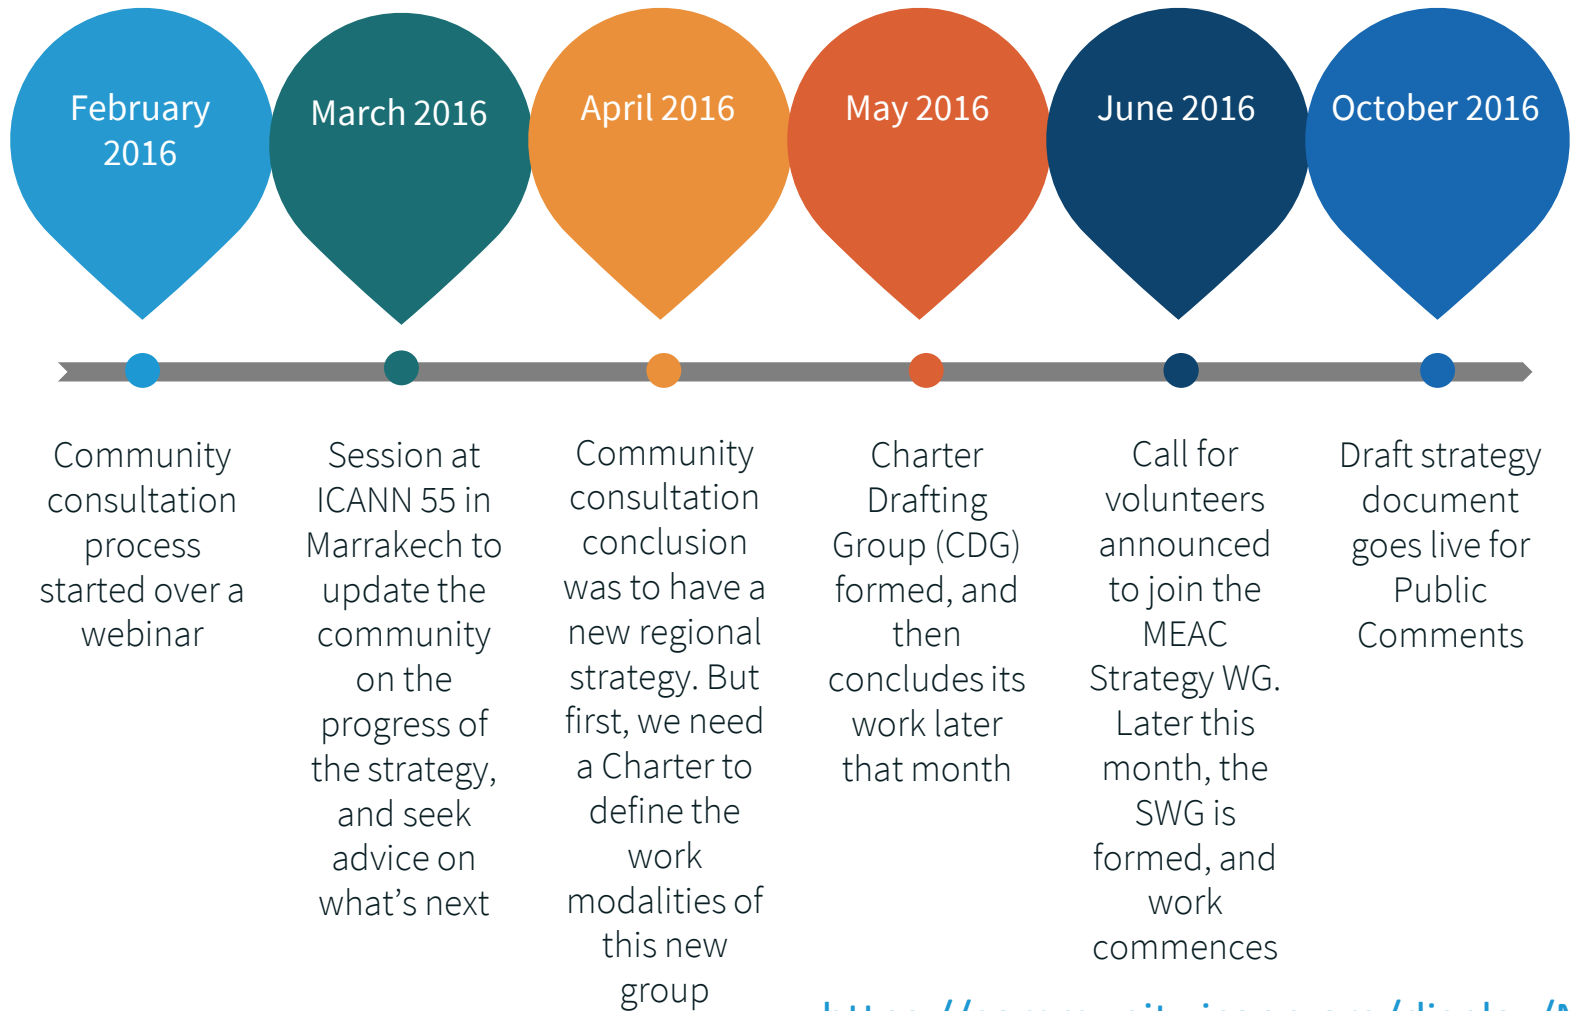 February
2016
March 2016
April 2016
May 2016
June 2016
October 2016
Community
consultation
process
started over a
webinar
Session at
ICANN 55 in
Marrakech to
update the
community
on the
progress of
the strategy,
and seek
advice on
what's next
Community
consultation
conclusion
was to have a
new regional
strategy. But
first, we need
a Charter to
define the
work
modalities of
this new
group
Charter
Drafting
Group (CDG)
formed, and
then
concludes its
work later
that month
Call for
volunteers
announced
to join the
MEAC
Strategy WG.
Later this
month, the
SWG is
formed, and
work
commences
Draft strategy
document
goes live for
Public
Comments